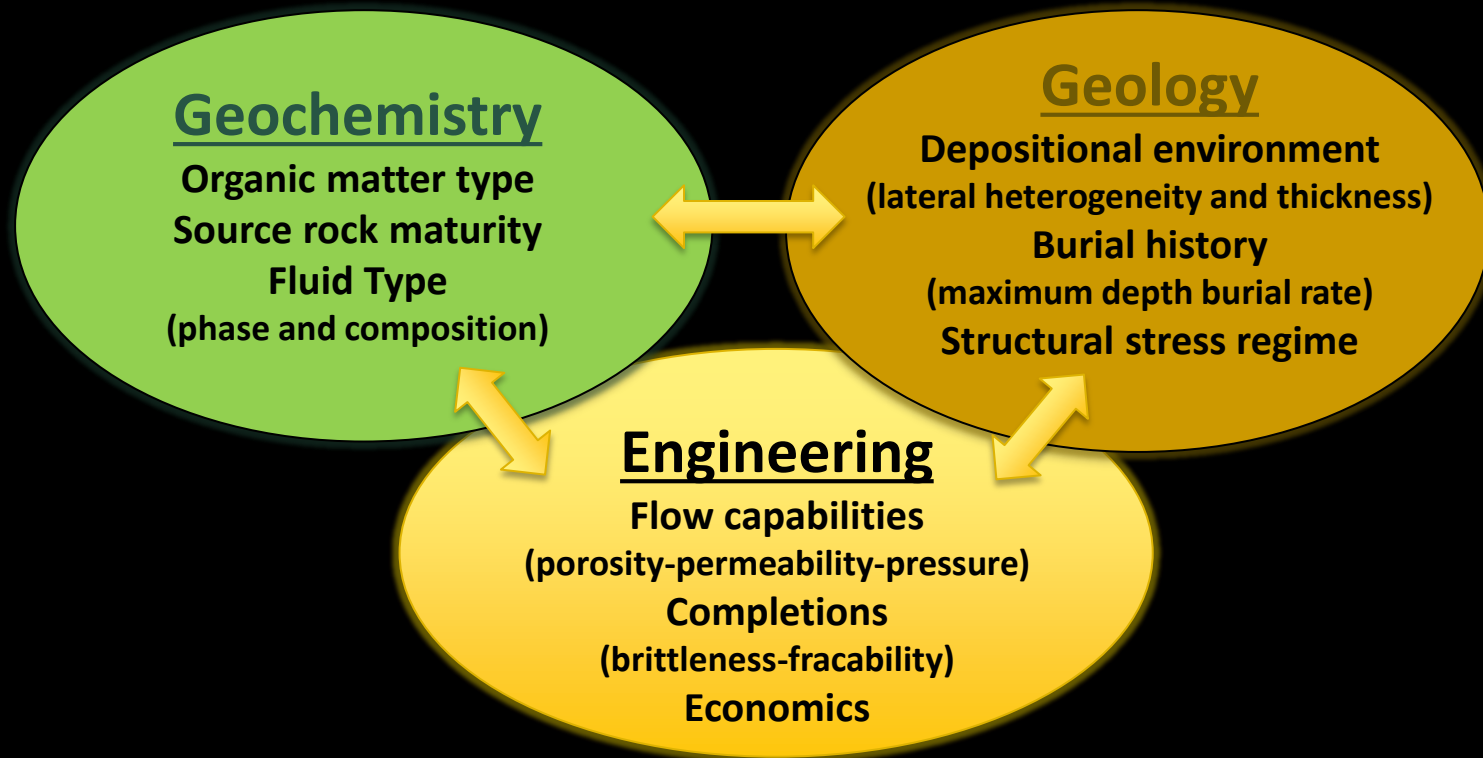 Geochemistry
Organic matter type
Source rock maturity
Fluid Type
(phase and composition)
Geology
Depositional environment
(lateral heterogeneity and thickness)
Burial history
(maximum depth burial rate)
Structural stress regime
Engineering
Flow capabilities
(porosity-permeability-pressure)
Completions
(brittleness-fracability)
Economics